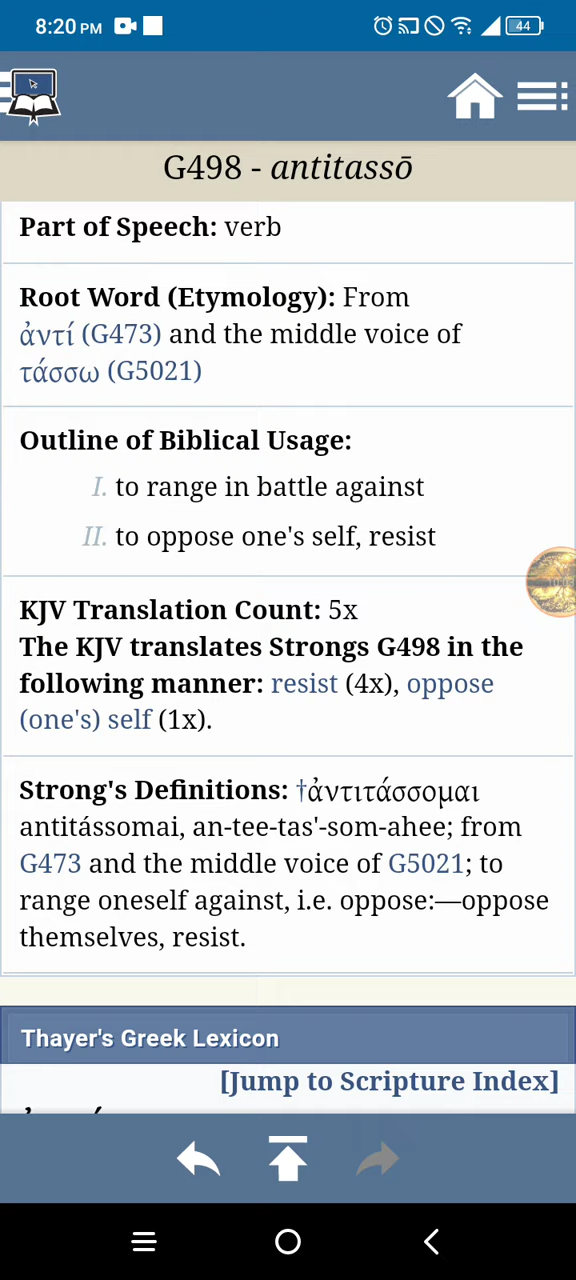 8:20 PM
44
G498 - antitassō
Part of Speech: verb
Root Word (Etymology): From
ἀντί (G473) and the middle voice of
τάσσω (G5021)
Outline of Biblical Usage:
I. to range in battle against
II. to oppose one's self, resist
KJV Translation Count: 5x
The KJV translates Strongs G498 in the
following manner: resist (4x), oppose
(one's) self (1x).
Strong's Definitions: †ἀντιτάσσομαι
antitássomai, an-tee-tas'-som-ahee; from
G473 and the middle voice of G5021; to
range oneself against, i.e. oppose:—oppose
themselves, resist.
Thayer's Greek Lexicon
[Jump to Scripture Index]